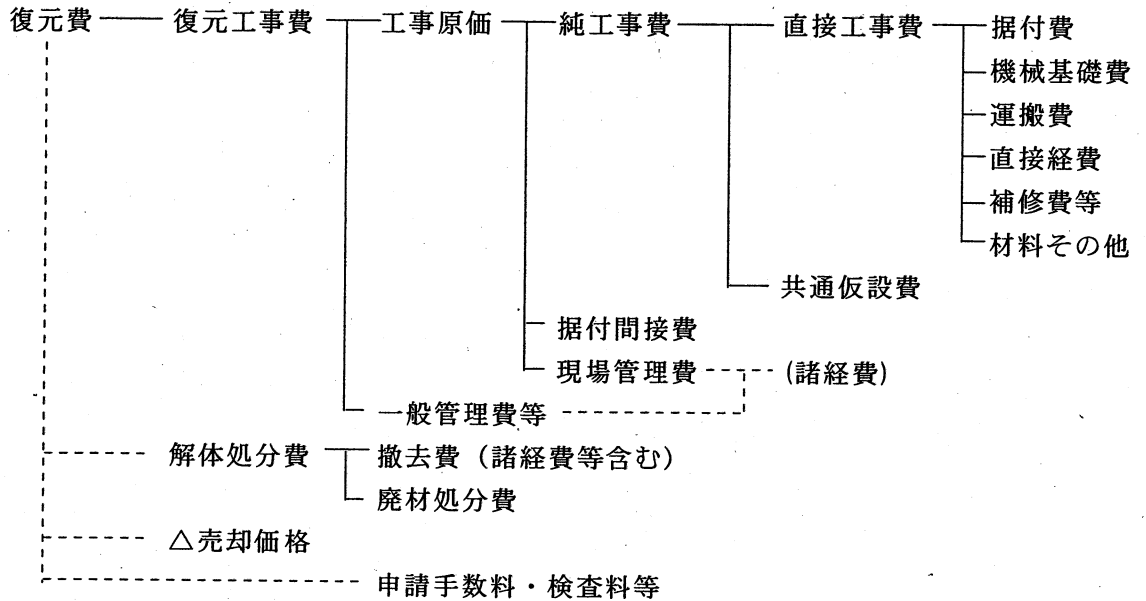 復元費 復元工事費 工事原価 純工事費 直接工事費 据付費
機械基礎費
運搬費
直接経費
補修費等
材料その他
共通仮設費
据付間接費
現場管理費 (諸経費)
一般管理費等
解体処分費 撤去費(諸経費等含む)
廃材処分費
△売却価格
申請手数料・検査料等